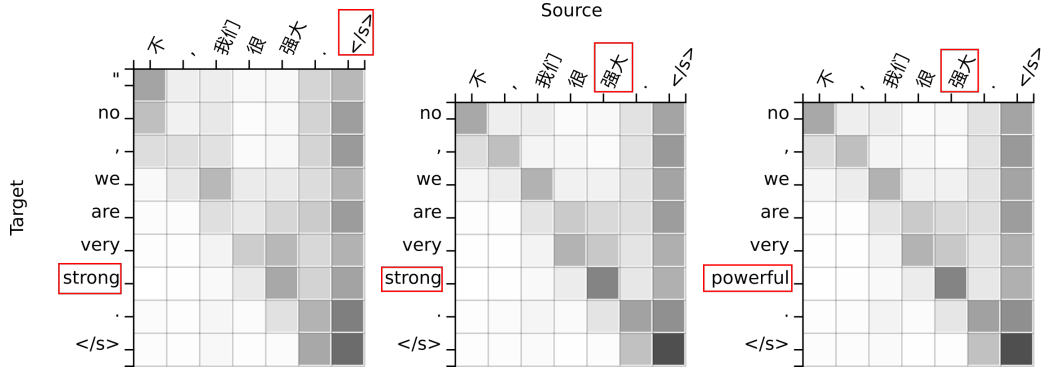 Source
Target
不 , 我们 很 强大 . </s>
"
no
,
we
are
very
strong
.
</s>
不 , 我们 很 强大 . </s>
no
,
we
are
very
strong
.
</s>
不 , 我们 很 强大 . </s>
no
,
we
are
very
powerful
.
</s>